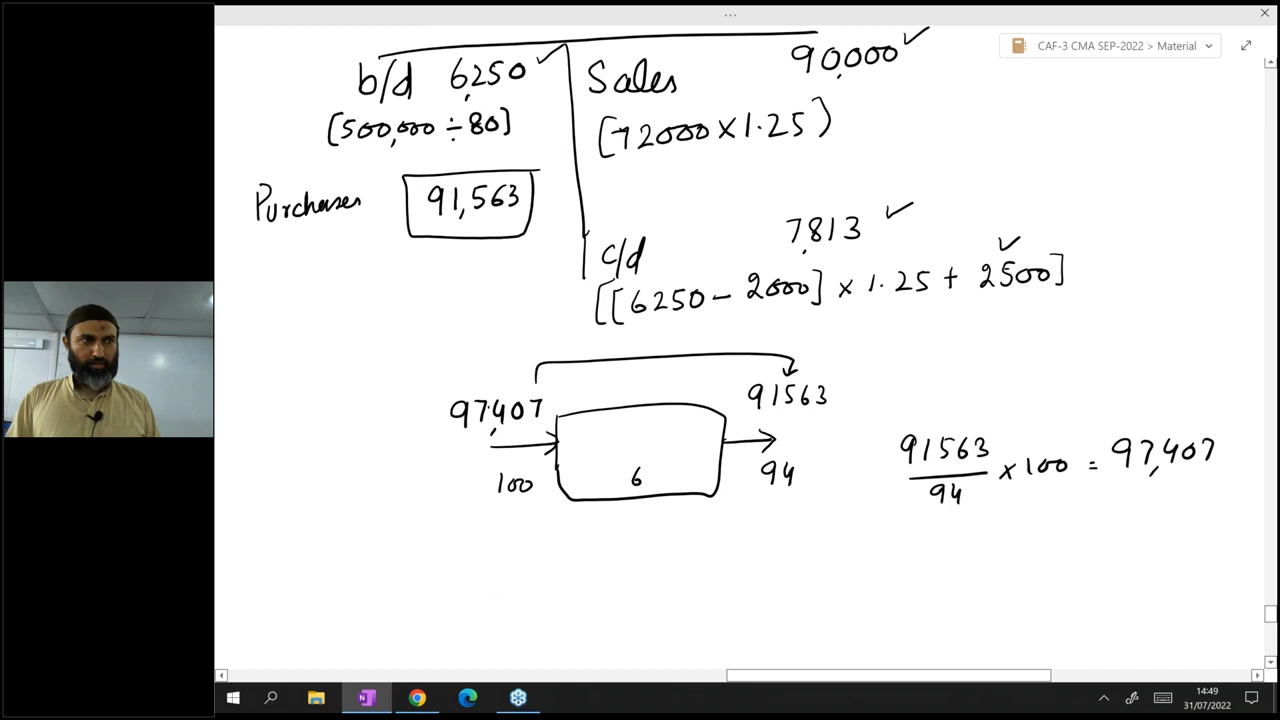 CAF-3 CMA SEP-2022 > Material
b/d 6,250 ✓
[500,000 ÷ 80]
Purchases 91,563
Sales 90,000 ✓
(72000 × 1.25)
c/d 7,813 ✓
[[6250 - 2000] × 1.25 + 2500] ✓
97,407
100
6
91563
94
91563
94
× 100 = 97,407
14:49
31/07/2022